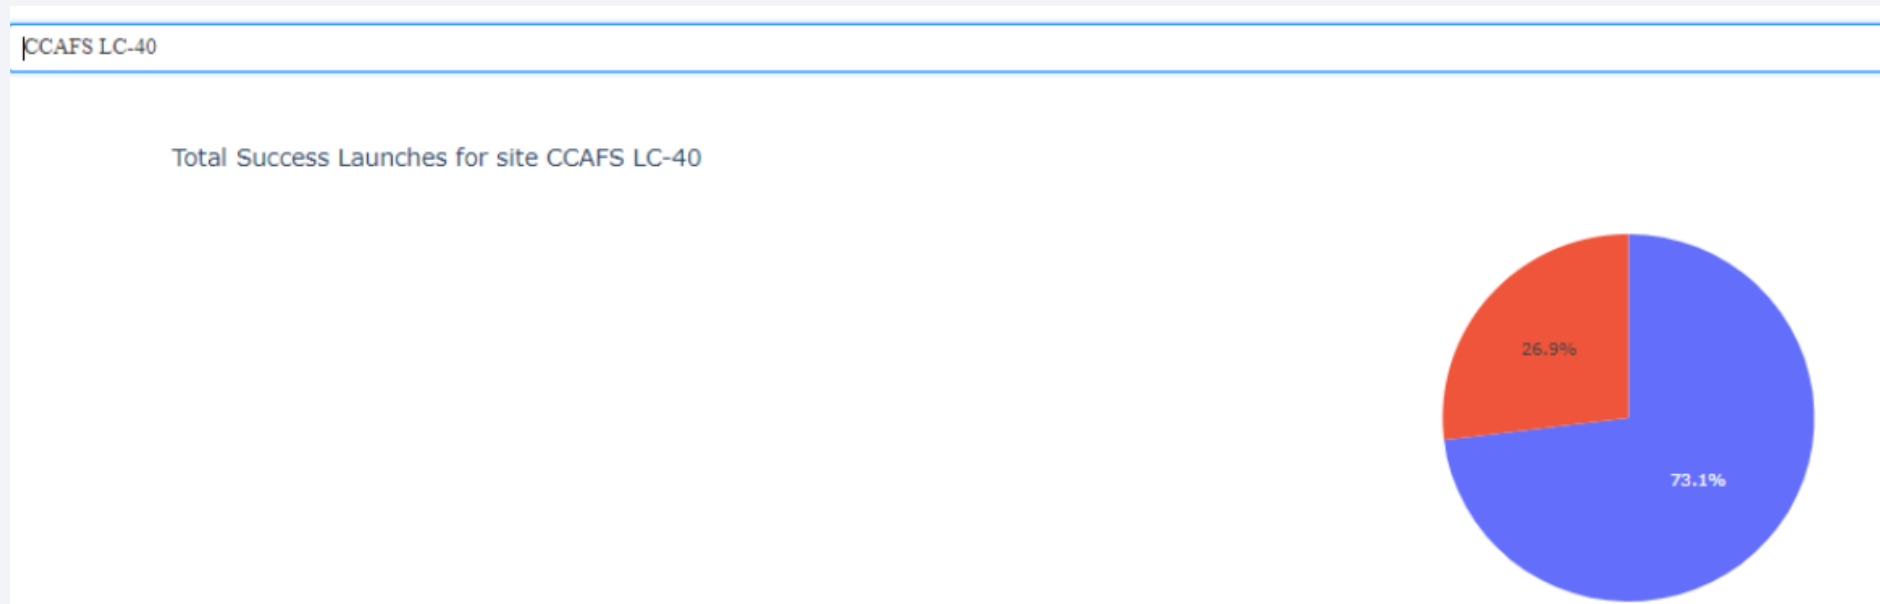 CCAFS LC-40
Total Success Launches for site CCAFS LC-40
26.9%
73.1%